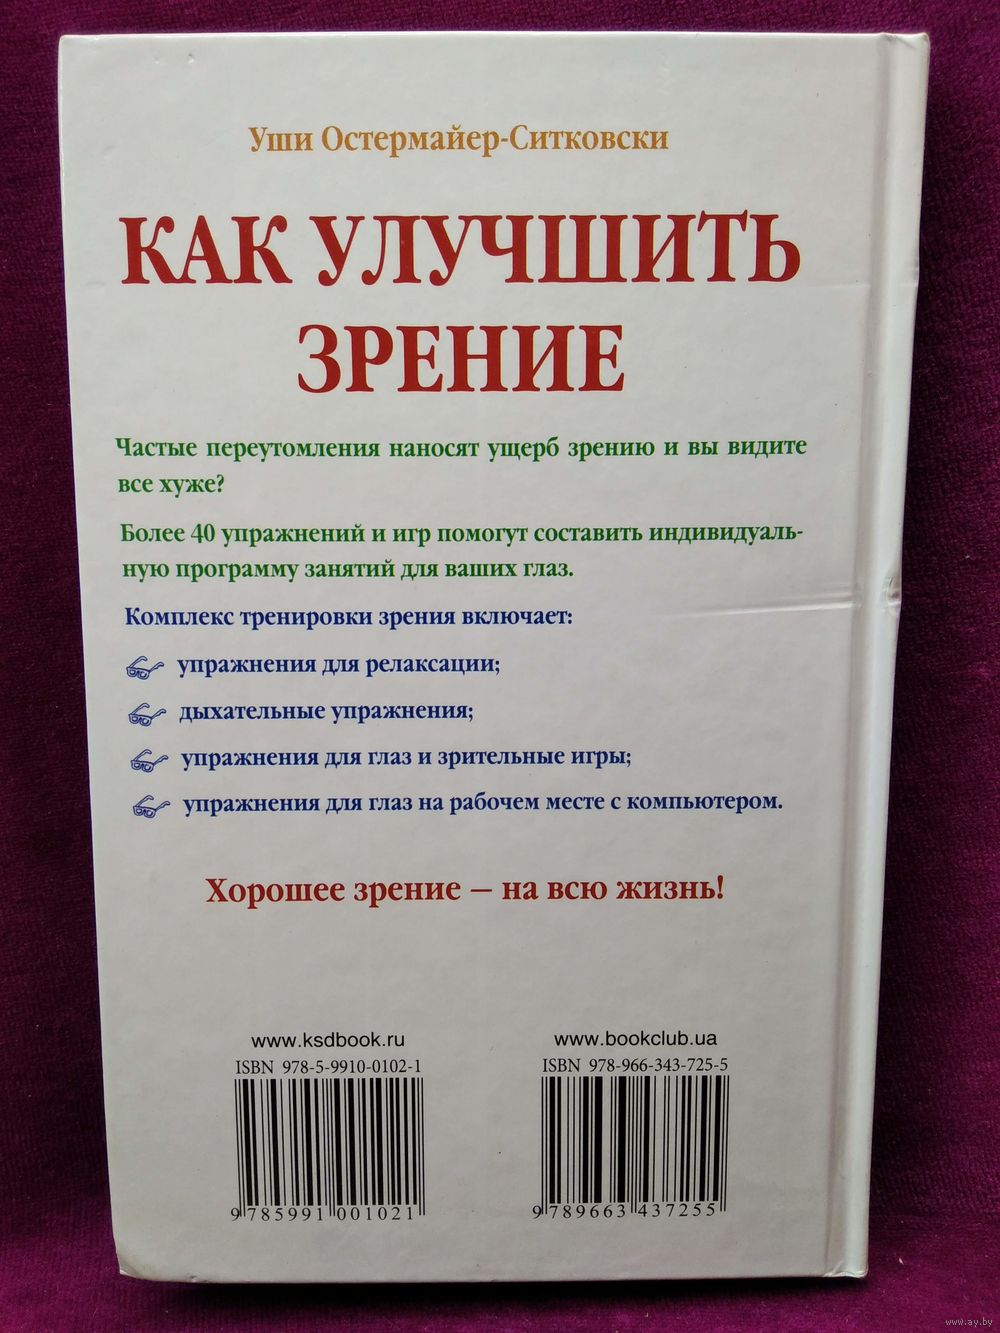 Уши Остермайер-Ситковски
КАК УЛУЧШИТЬ
ЗРЕНИЕ
Частые переутомления наносят ущерб зрению и вы видите
все хуже?
Более 40 упражнений и игр помогут составить индивидуаль-
ную программу занятий для ваших глаз.
Комплекс тренировки зрения включает:
упражнения для релаксации;
дыхательные упражнения;
упражнения для глаз и зрительные игры;
упражнения для глаз на рабочем месте с компьютером.
Хорошее зрение – на всю жизнь!
www.ksdbook.ru
ISBN 978-5-9910-0102-1
9 785991 001021
www.bookclub.ua
ISBN 978-966-343-725-5
9 789663 437255
www.ay.by